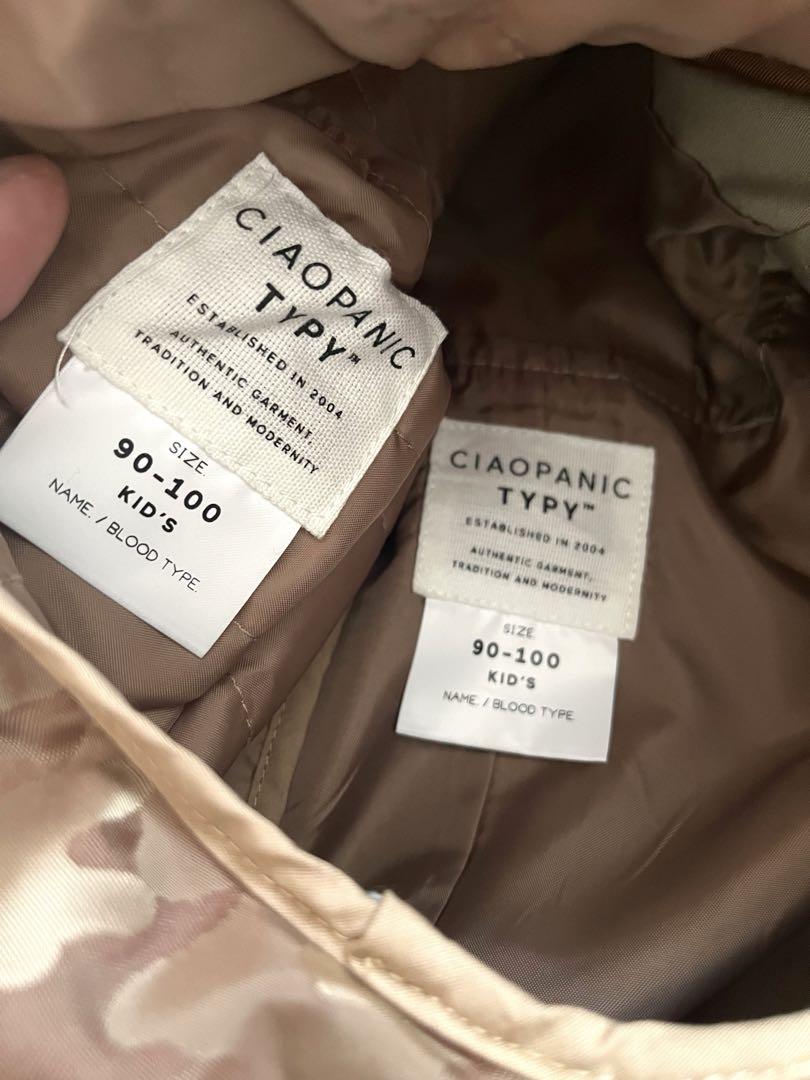 CIAOPANIC
TYPY™
ESTABLISHED IN 2004
AUTHENTIC GARMENT,
TRADITION AND MODERNITY
SIZE.
90-100
KID'S
NAME. / BLOOD TYPE.
CIAOPANIC
TYPY™
ESTABLISHED IN 2004
AUTHENTIC GARMENT,
TRADITION AND MODERNITY
SIZE.
90-100
KID'S
NAME. / BLOOD TYPE.